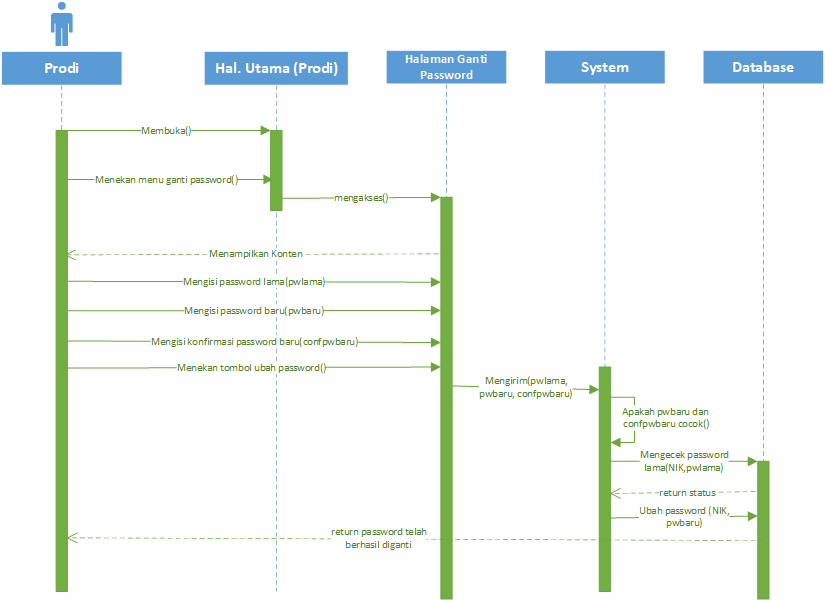 Prodi
Hal. Utama (Prodi)
Halaman Ganti
Password
System
Database
Membuka()
Menekan menu ganti password()
mengakses()
Menampilkan Konten
Mengisi password lama(pwlama)
Mengisi password baru(pwbaru)
Mengisi konfirmasi password baru(confpwbaru)
Menekan tombol ubah password()
Mengirim(pwlama,
pwbaru, confpwbaru)
Apakah pwbaru dan
confpwbaru cocok()
Mengecek password
lama(NIK,pwlama)
return status
Ubah password (NIK,
pwbaru)
return password telah
berhasil diganti